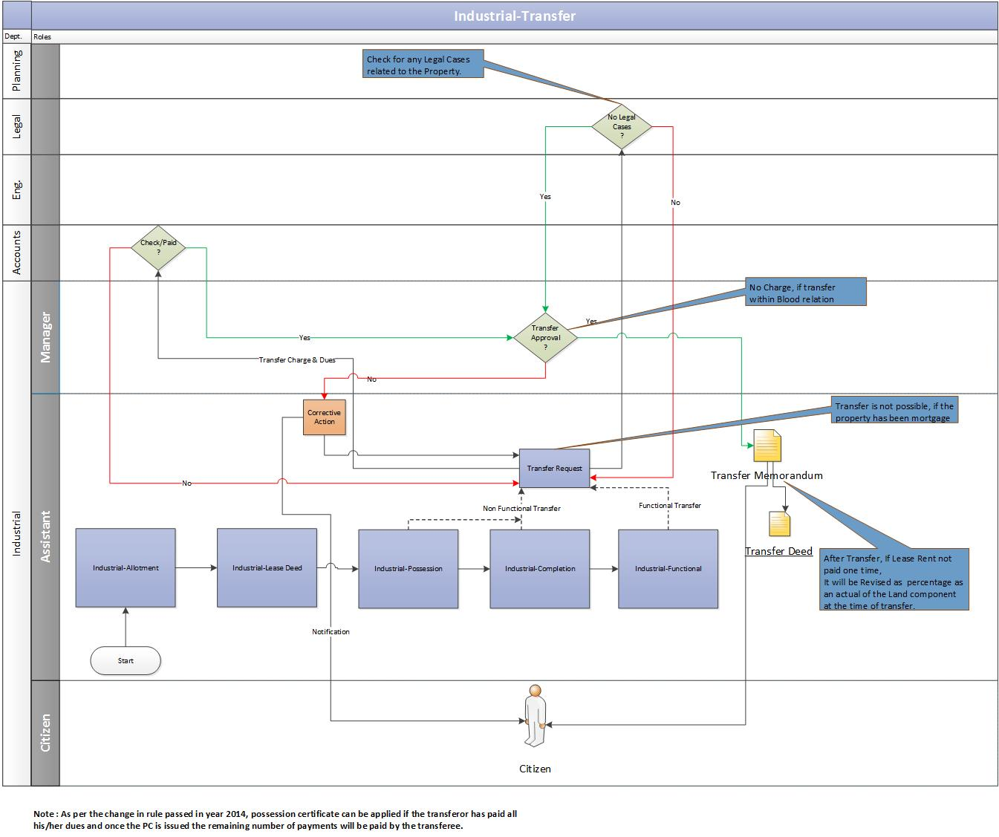 Industrial-Transfer
Dept.
Roles
Planning
Legal
Eng.
Accounts
Industrial
Manager
Assistant
Citizen
Check for any Legal Cases
related to the Property.
No Legal
Cases
?
Yes
No
Check/Paid
?
No Charge, if transfer
within Blood relation
Yes
Transfer
Approval
?
Yes
Transfer Charge & Dues
No
Corrective
Action
Transfer is not possible, if the
property has been mortgage
Transfer Request
Transfer Memorandum
No
Non Functional Transfer
Functional Transfer
Transfer Deed
After Transfer, If Lease Rent not
paid one time,
It will be Revised as percentage as
an actual of the Land component
at the time of transfer.
Industrial-Allotment
Industrial-Lease Deed
Industrial-Possession
Industrial-Completion
Industrial-Functional
Notification
Start
Citizen
Note : As per the change in rule passed in year 2014, possession certificate can be applied if the transferor has paid all
his/her dues and once the PC is issued the remaining number of payments will be paid by the transferee.